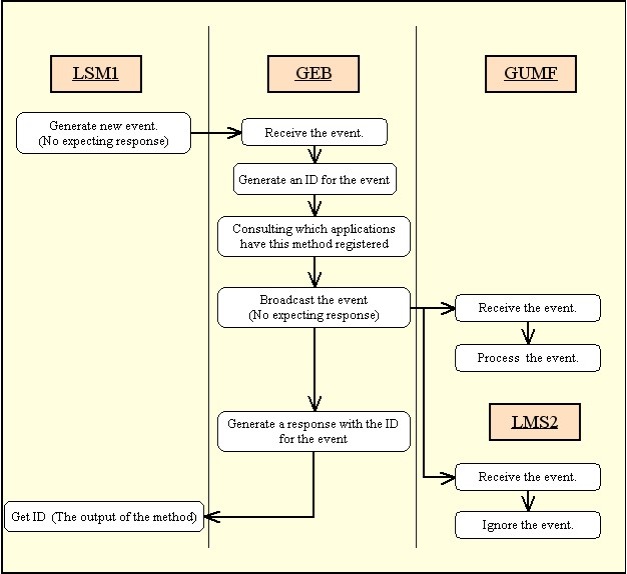 LSM1
GEB
GUMF
Generate new event.
(No expecting response)
Receive the event.
Generate an ID for the event
Consulting which applications
have this method registered
Broadcast the event
(No expecting response)
Receive the event.
Process the event.
Generate a response with the ID
for the event
LMS2
Receive the event.
Ignore the event.
Get ID (The output of the method)